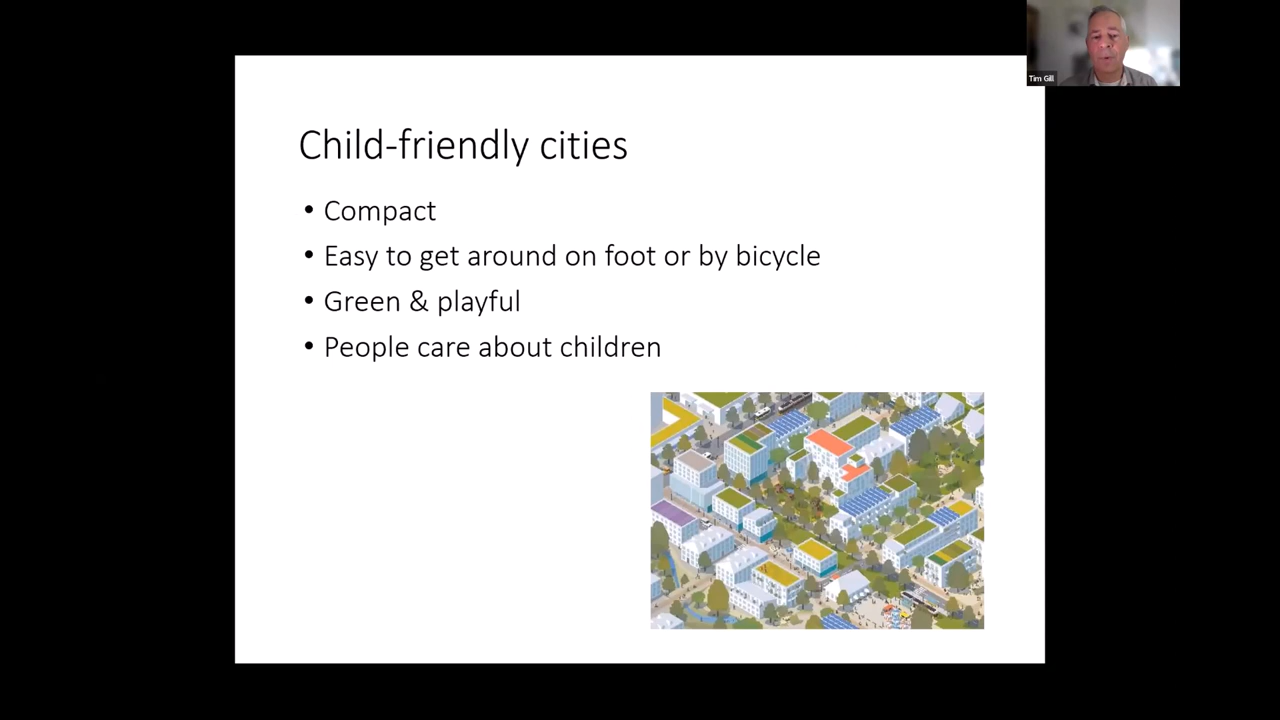 Tim Gill
Child-friendly cities
• Compact
• Easy to get around on foot or by bicycle
• Green & playful
• People care about children